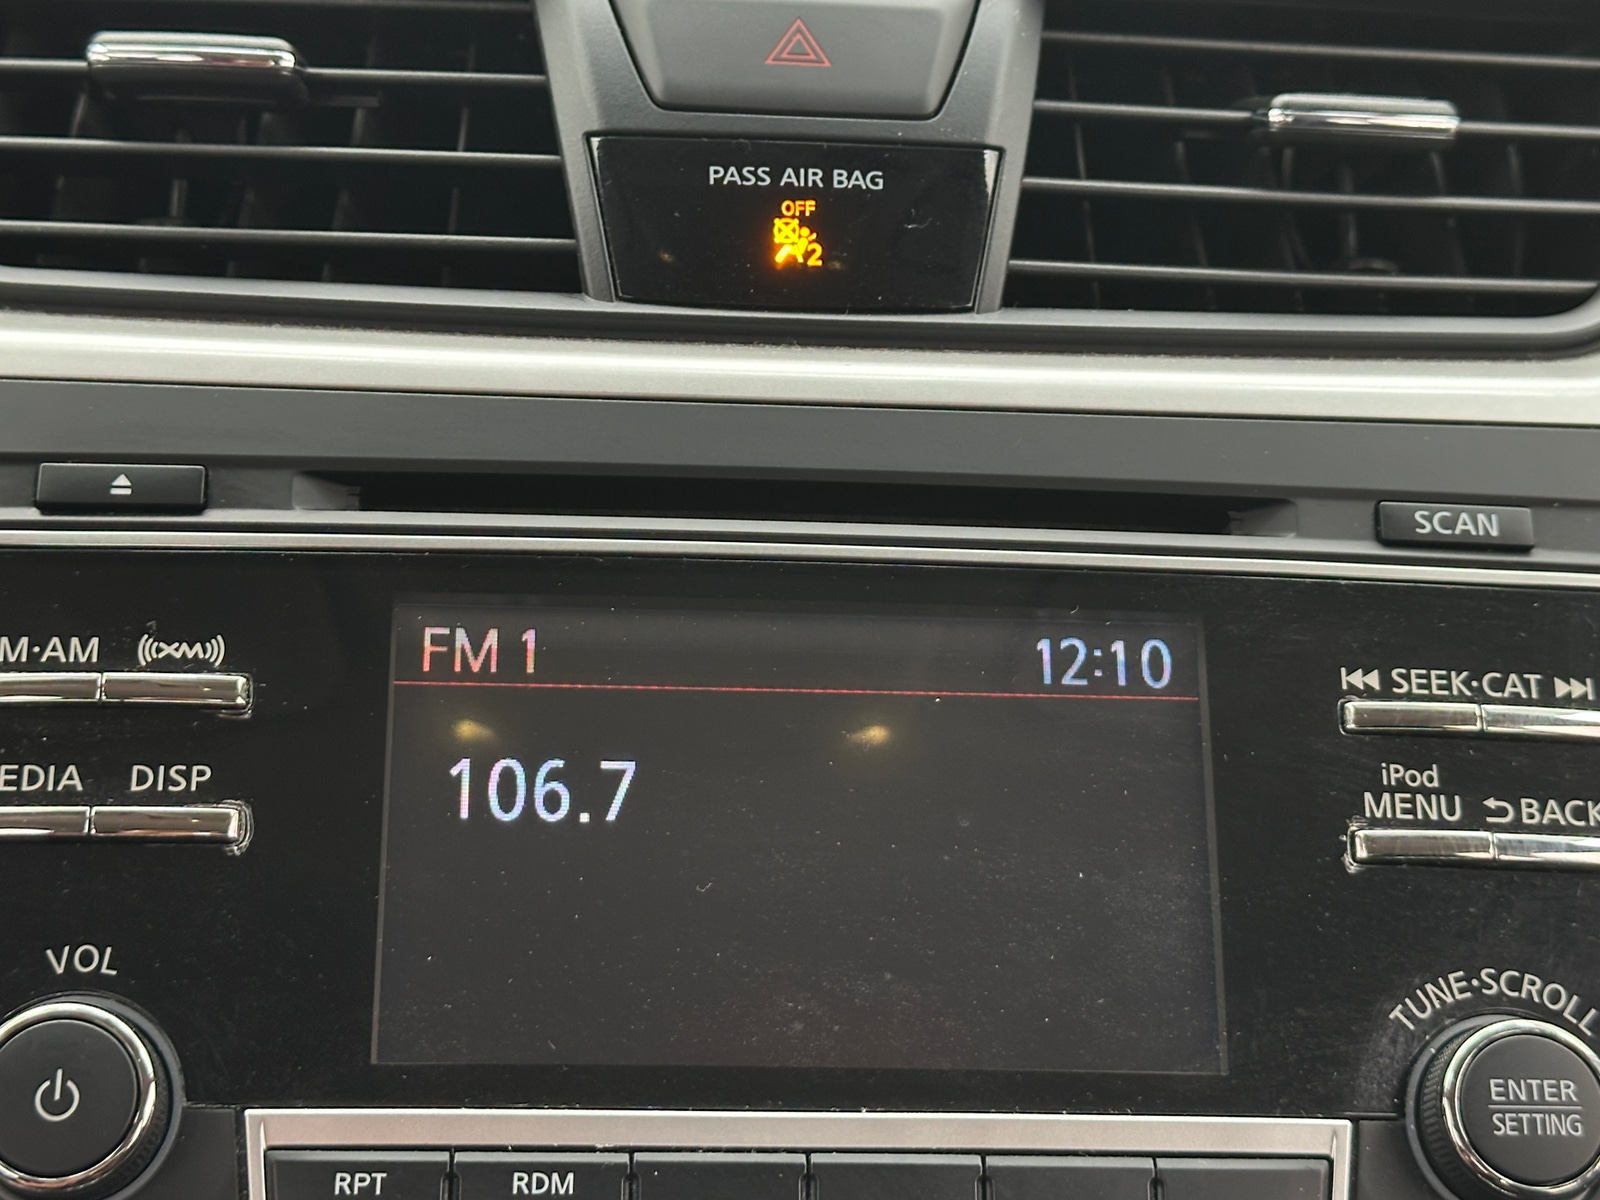 PASS AIR BAG
OFF
2
SCAN
M·AM XM
FM 1 12:10
SEEK·CAT
106.7
EDIA DISP
iPod
MENU BACK
VOL
TUNE·SCROLL
ENTER
SETTING
RPT RDM